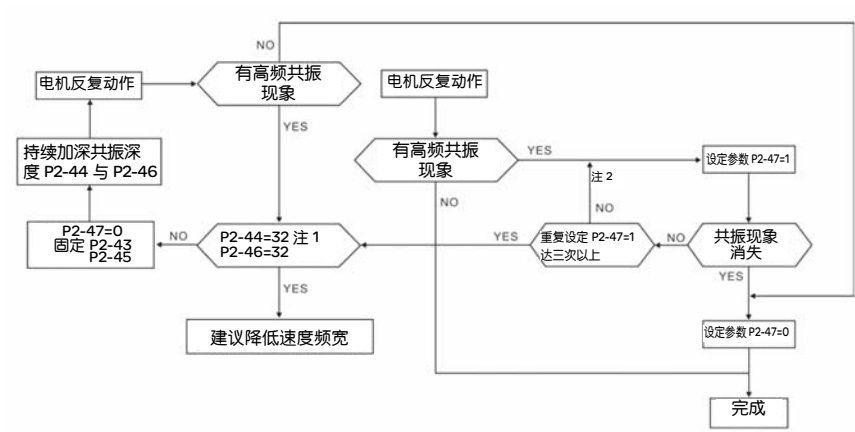 NO
电机反复动作
有高频共振
现象
YES
持续加深共振深
度 P2-44 与 P2-46
P2-47=0
固定 P2-43
P2-45
NO
P2-44=32 注 1
P2-46=32
YES
建议降低速度频宽
电机反复动作
有高频共振
现象
YES
NO
注 2
NO
设定参数 P2-47=1
YES
重复设定 P2-47=1
达三次以上
NO
共振现象
消失
YES
设定参数 P2-47=0
完成